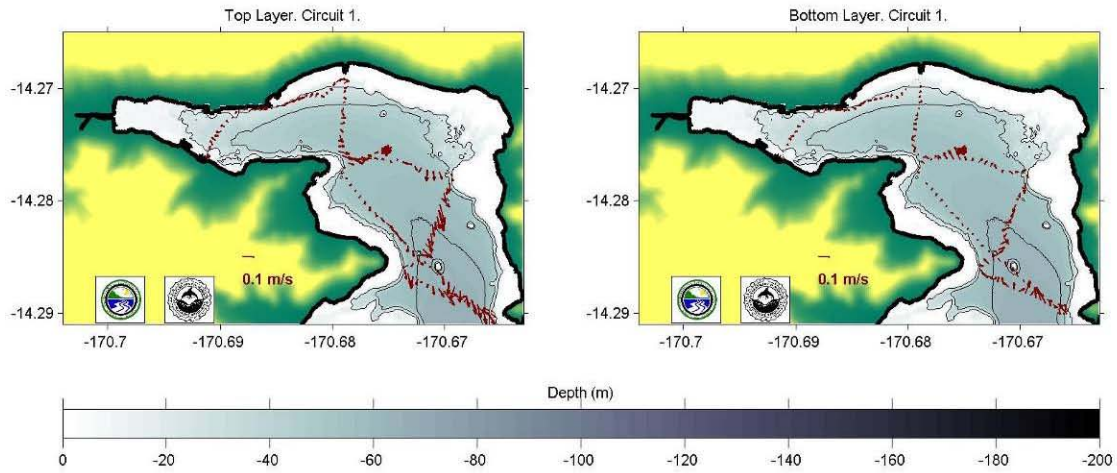 Top Layer. Circuit 1.
Bottom Layer. Circuit 1.
-14.27
-14.28
-14.29
0.1 m/s
-170.7 -170.69 -170.68 -170.67
-14.27
-14.28
-14.29
0.1 m/s
-170.7 -170.69 -170.68 -170.67
Depth (m)
0 -20 -40 -60 -80 -100 -120 -140 -160 -180 -200